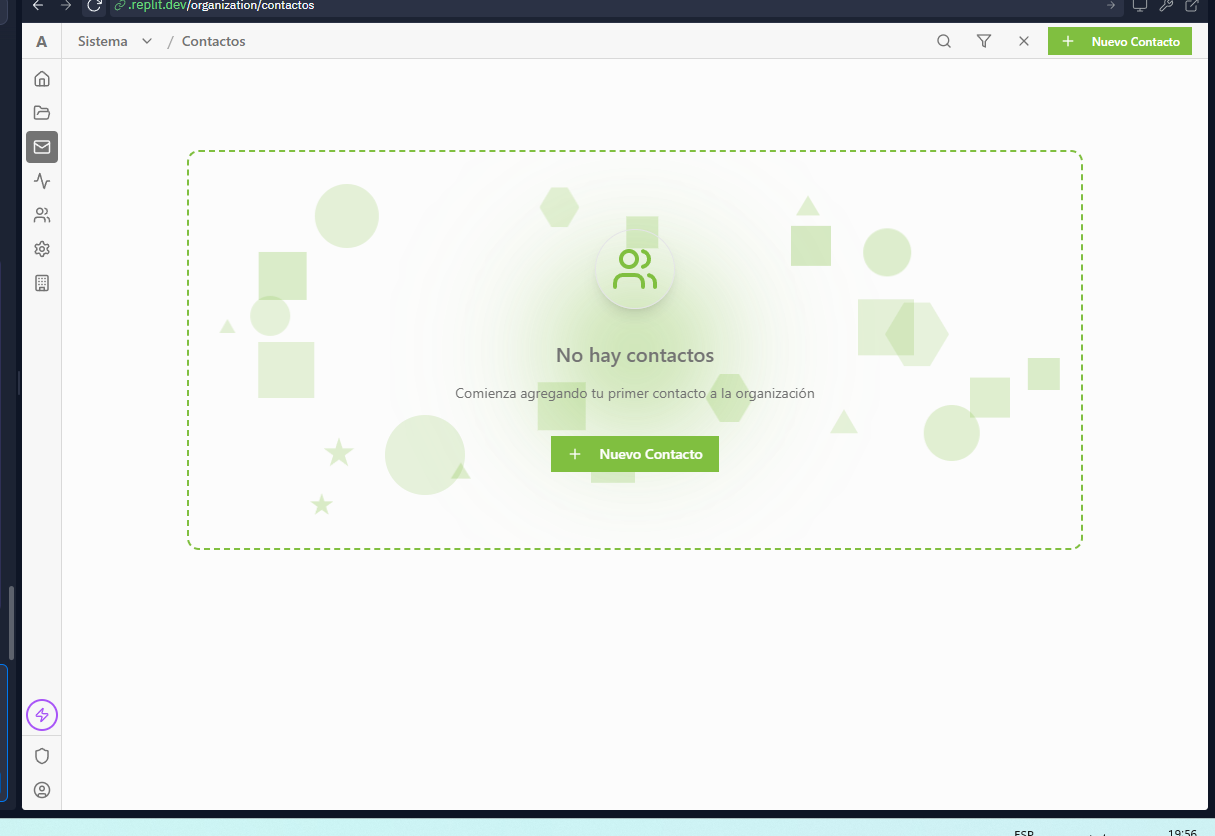 .replit.dev/organization/contactos
A
Sistema / Contactos
Nuevo Contacto
No hay contactos
Comienza agregando tu primer contacto a la organización
Nuevo Contacto
ESP
19:56